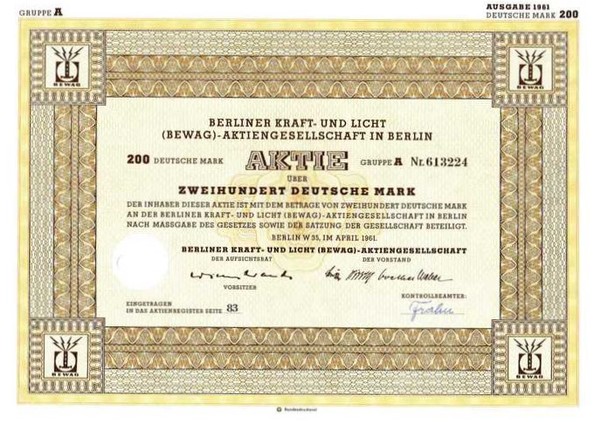 GRUPPE A
AUSGABE 1961
DEUTSCHE MARK 200
BEWAG
BEWAG
BERLINER KRAFT- UND LICHT
(BEWAG)-AKTIENGESELLSCHAFT IN BERLIN
200 DEUTSCHE MARK AKTIE GRUPPE A Nr. 613224
ÜBER
ZWEIHUNDERT DEUTSCHE MARK
DER INHABER DIESER AKTIE IST MIT DEM BETRAGE VON ZWEIHUNDERT DEUTSCHE MARK
AN DER BERLINER KRAFT- UND LICHT (BEWAG)-AKTIENGESELLSCHAFT IN BERLIN
NACH MASSGABE DES GESETZES SOWIE DER SATZUNG DER GESELLSCHAFT BETEILIGT.
BERLIN W 35, IM APRIL 1961.
BERLINER KRAFT- UND LICHT (BEWAG)-AKTIENGESELLSCHAFT
DER AUFSICHTSRAT DER VORSTAND
VORSITZER
EINGETRAGEN
IN DAS AKTIENREGISTER SEITE 83
KONTROLLBEAMTER:
BEWAG
BEWAG
Bundesdruckerei